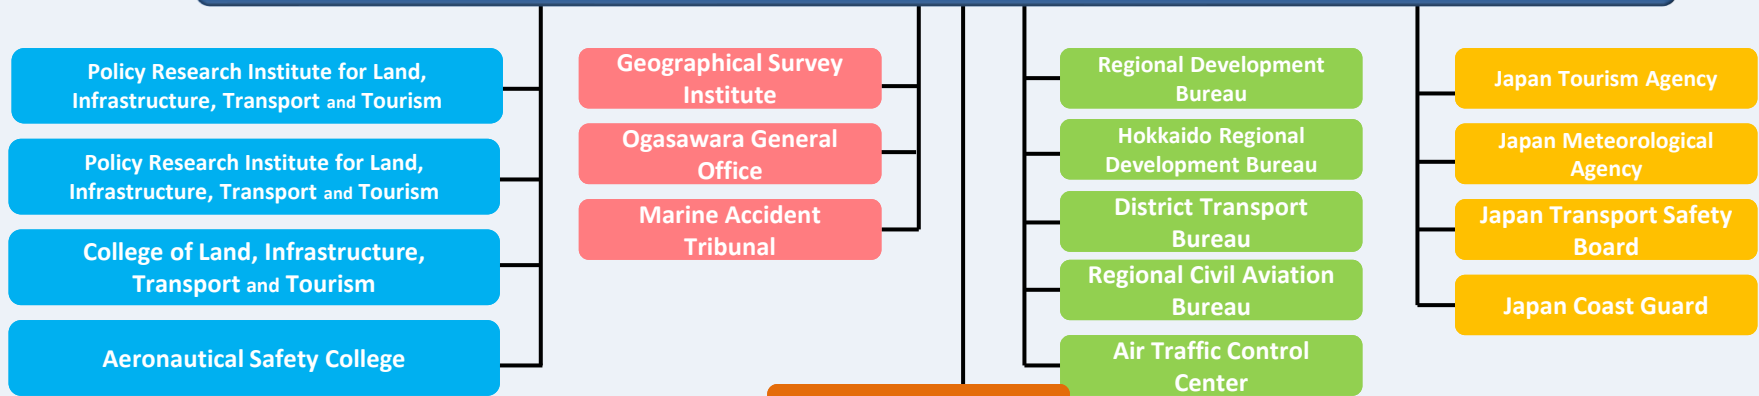 Policy Research Institute for Land,
Infrastructure, Transport and Tourism
Policy Research Institute for Land,
Infrastructure, Transport and Tourism
College of Land, Infrastructure,
Transport and Tourism
Aeronautical Safety College
Geographical Survey
Institute
Ogasawara General
Office
Marine Accident
Tribunal
Regional Development
Bureau
Hokkaido Regional
Development Bureau
District Transport
Bureau
Regional Civil Aviation
Bureau
Air Traffic Control
Center
Japan Tourism Agency
Japan Meteorological
Agency
Japan Transport Safety
Board
Japan Coast Guard